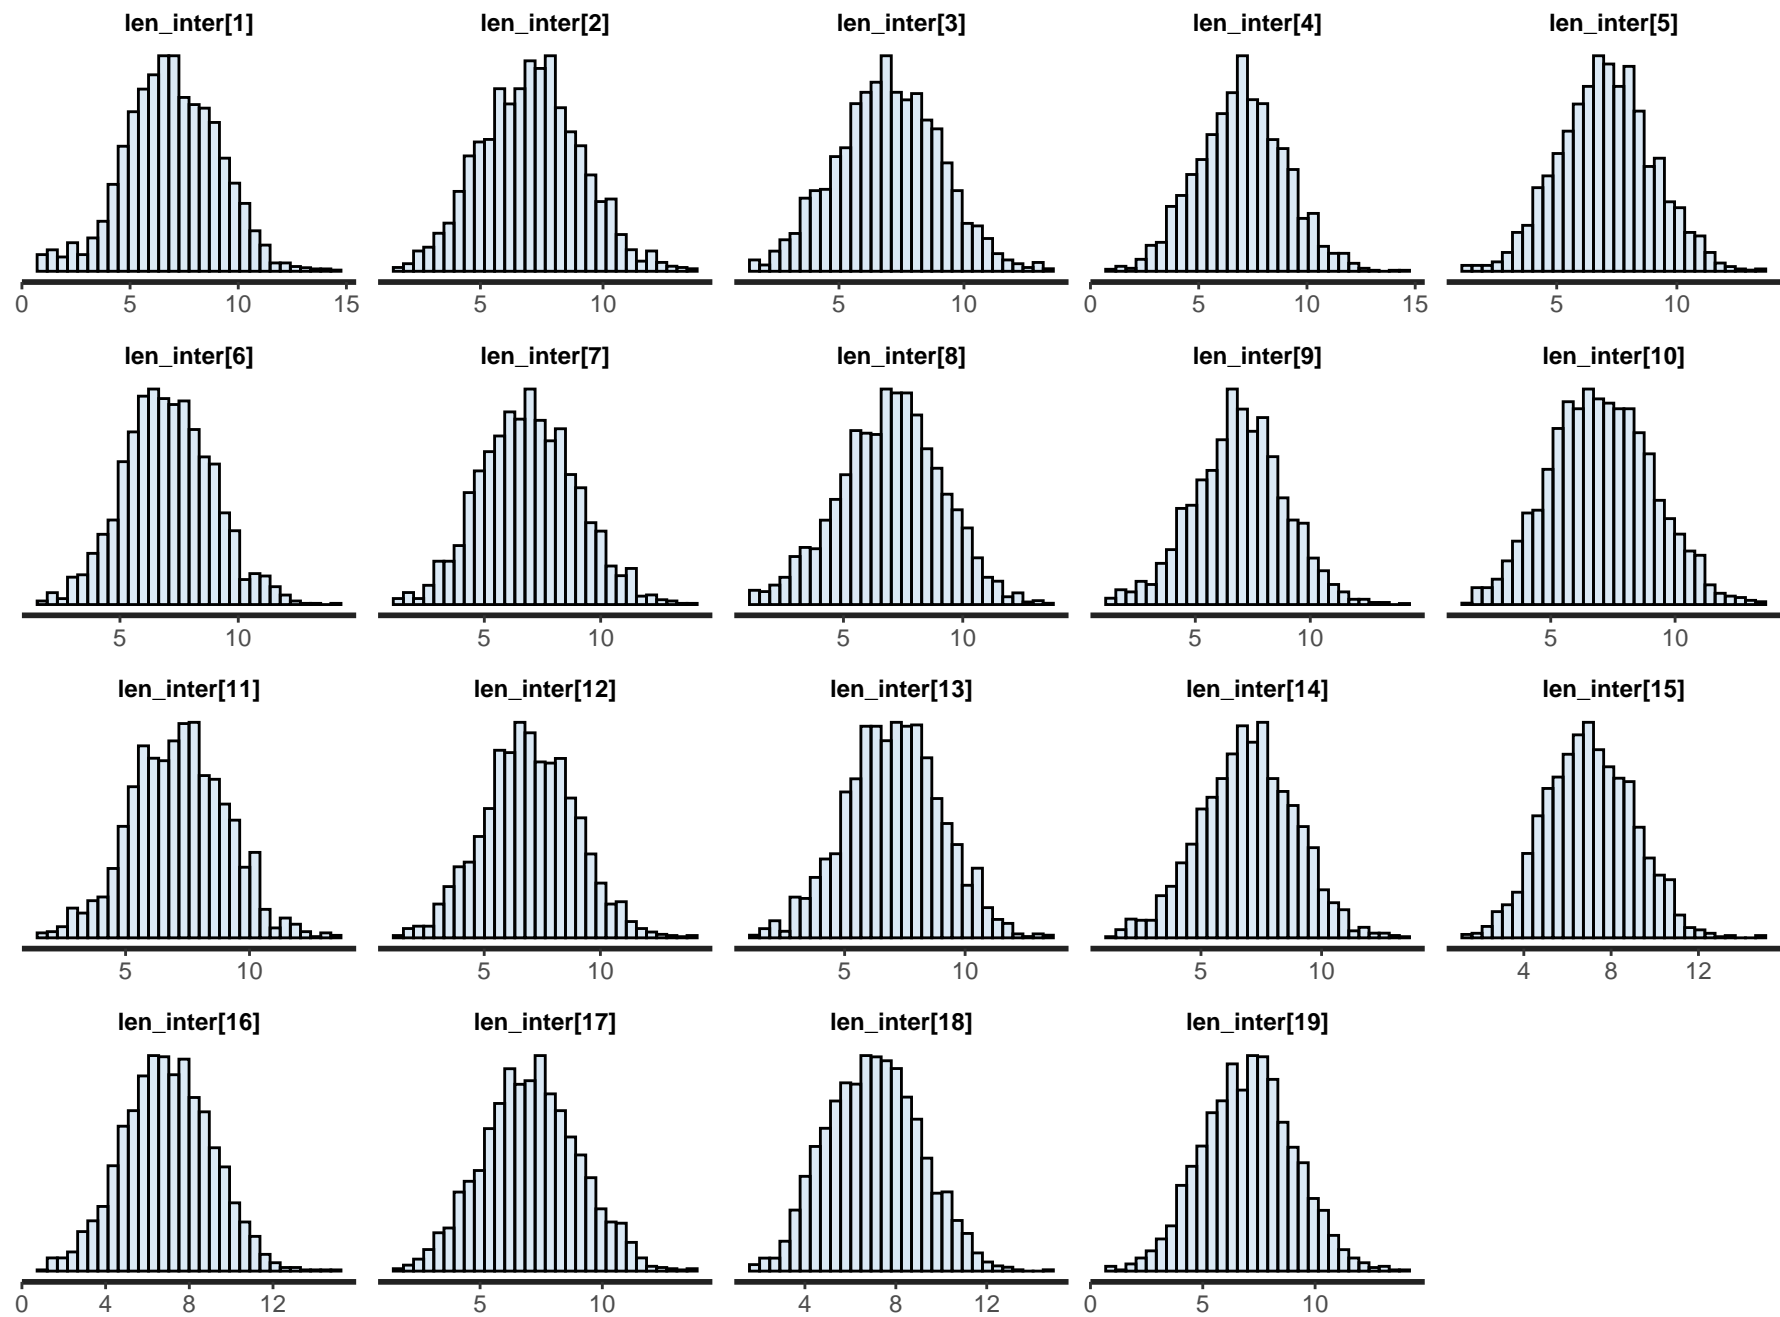 len_inter[1] len_inter[2] len_inter[3] len_inter[4] len_inter[5]
0 5 10 15 5 10 5 10 0 5 10 15 5 10
len_inter[6] len_inter[7] len_inter[8] len_inter[9] len_inter[10]
5 10 5 10 5 10 5 10 5 10
len_inter[11] len_inter[12] len_inter[13] len_inter[14] len_inter[15]
5 10 5 10 5 10 5 10 4 8 12
len_inter[16] len_inter[17] len_inter[18] len_inter[19]
0 4 8 12 5 10 4 8 12 0 5 10